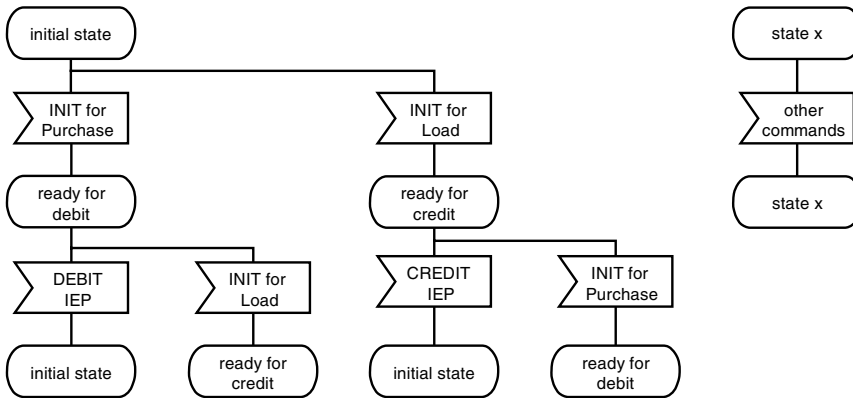 initial state
state x
INIT for
Purchase
INIT for
Load
other
commands
ready for
debit
ready for
credit
state x
DEBIT
IEP
INIT for
Load
CREDIT
IEP
INIT for
Purchase
initial state
ready for
credit
initial state
ready for
debit